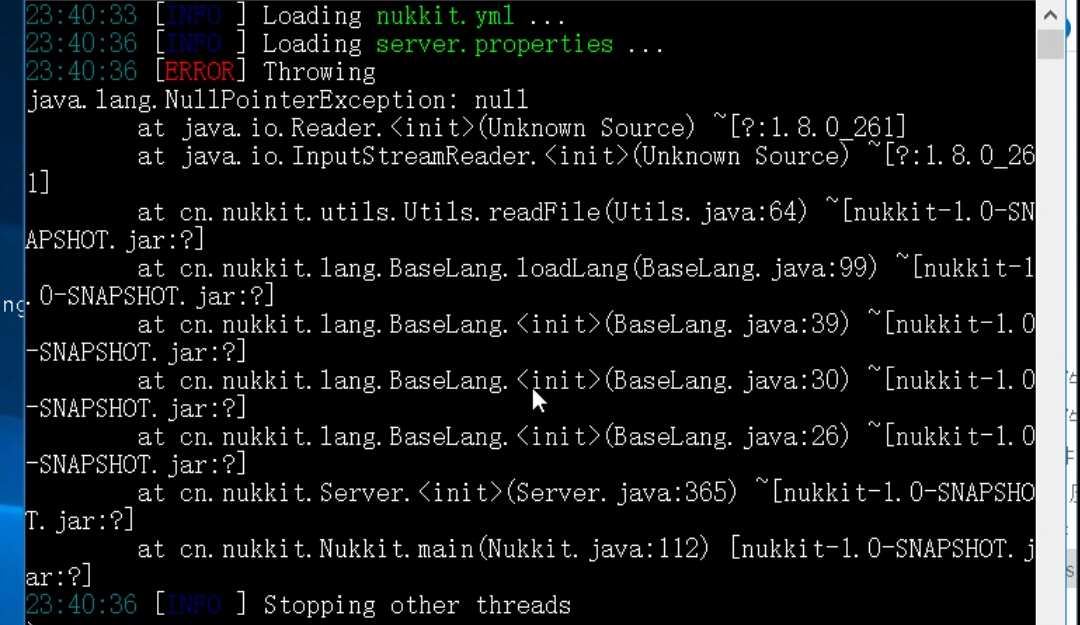 23:40:33 [INFO ] Loading nukkit.yml ...
23:40:36 [INFO ] Loading server.properties ...
23:40:36 [ERROR] Throwing
java.lang.NullPointerException: null
at java.io.Reader.<init>(Unknown Source) ~[?:1.8.0_261]
at java.io.InputStreamReader.<init>(Unknown Source) ~[?:1.8.0_26
1]
at cn.nukkit.utils.Utils.readFile(Utils.java:64) ~[nukkit-1.0-SN
APSHOT.jar:?]
at cn.nukkit.lang.BaseLang.loadLang(BaseLang.java:99) ~[nukkit-1
.0-SNAPSHOT.jar:?]
at cn.nukkit.lang.BaseLang.<init>(BaseLang.java:39) ~[nukkit-1.0
-SNAPSHOT.jar:?]
at cn.nukkit.lang.BaseLang.<init>(BaseLang.java:30) ~[nukkit-1.0
-SNAPSHOT.jar:?]
at cn.nukkit.lang.BaseLang.<init>(BaseLang.java:26) ~[nukkit-1.0
-SNAPSHOT.jar:?]
at cn.nukkit.Server.<init>(Server.java:365) ~[nukkit-1.0-SNAPSHO
T.jar:?]
at cn.nukkit.Nukkit.main(Nukkit.java:112) [nukkit-1.0-SNAPSHOT.j
ar:?]
23:40:36 [INFO ] Stopping other threads